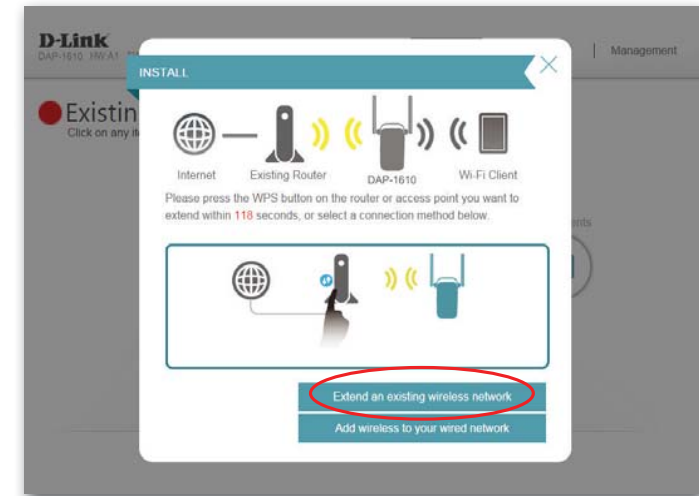 D-Link
DAP-1610 HW:A1
Management
INSTALL
Existin
Click on any it
Internet
Existing Router
DAP-1610
Wi-Fi Client
Please press the WPS button on the router or access point you want to
extend within 118 seconds, or select a connection method below.
ents
Extend an existing wireless network
Add wireless to your wired network